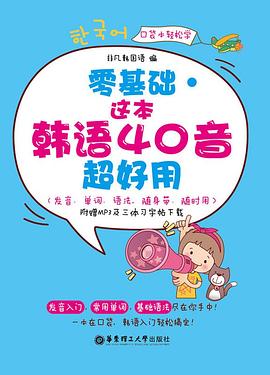 한국어
口袋书轻松学
非凡韩国语 编
零基础·
这本
韩语40音
超好用
(发音、单词、语法,随身带、随时用)
附赠MP3及三体习字帖下载
发音入门、常用单词、基础语法尽在你手中!
一本在口袋,韩语入门轻松搞定!
华东理工大学出版社